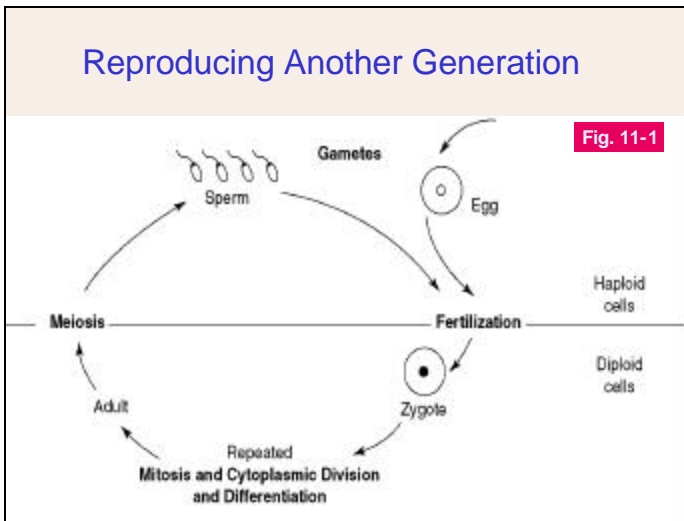 Reproducing Another Generation
Fig. 11-1
Gametes
Sperm
Egg
Haploid
cells
Meiosis
Fertilization
Diploid
cells
Zygote
Adult
Repeated
Mitosis and Cytoplasmic Division
and Differentiation